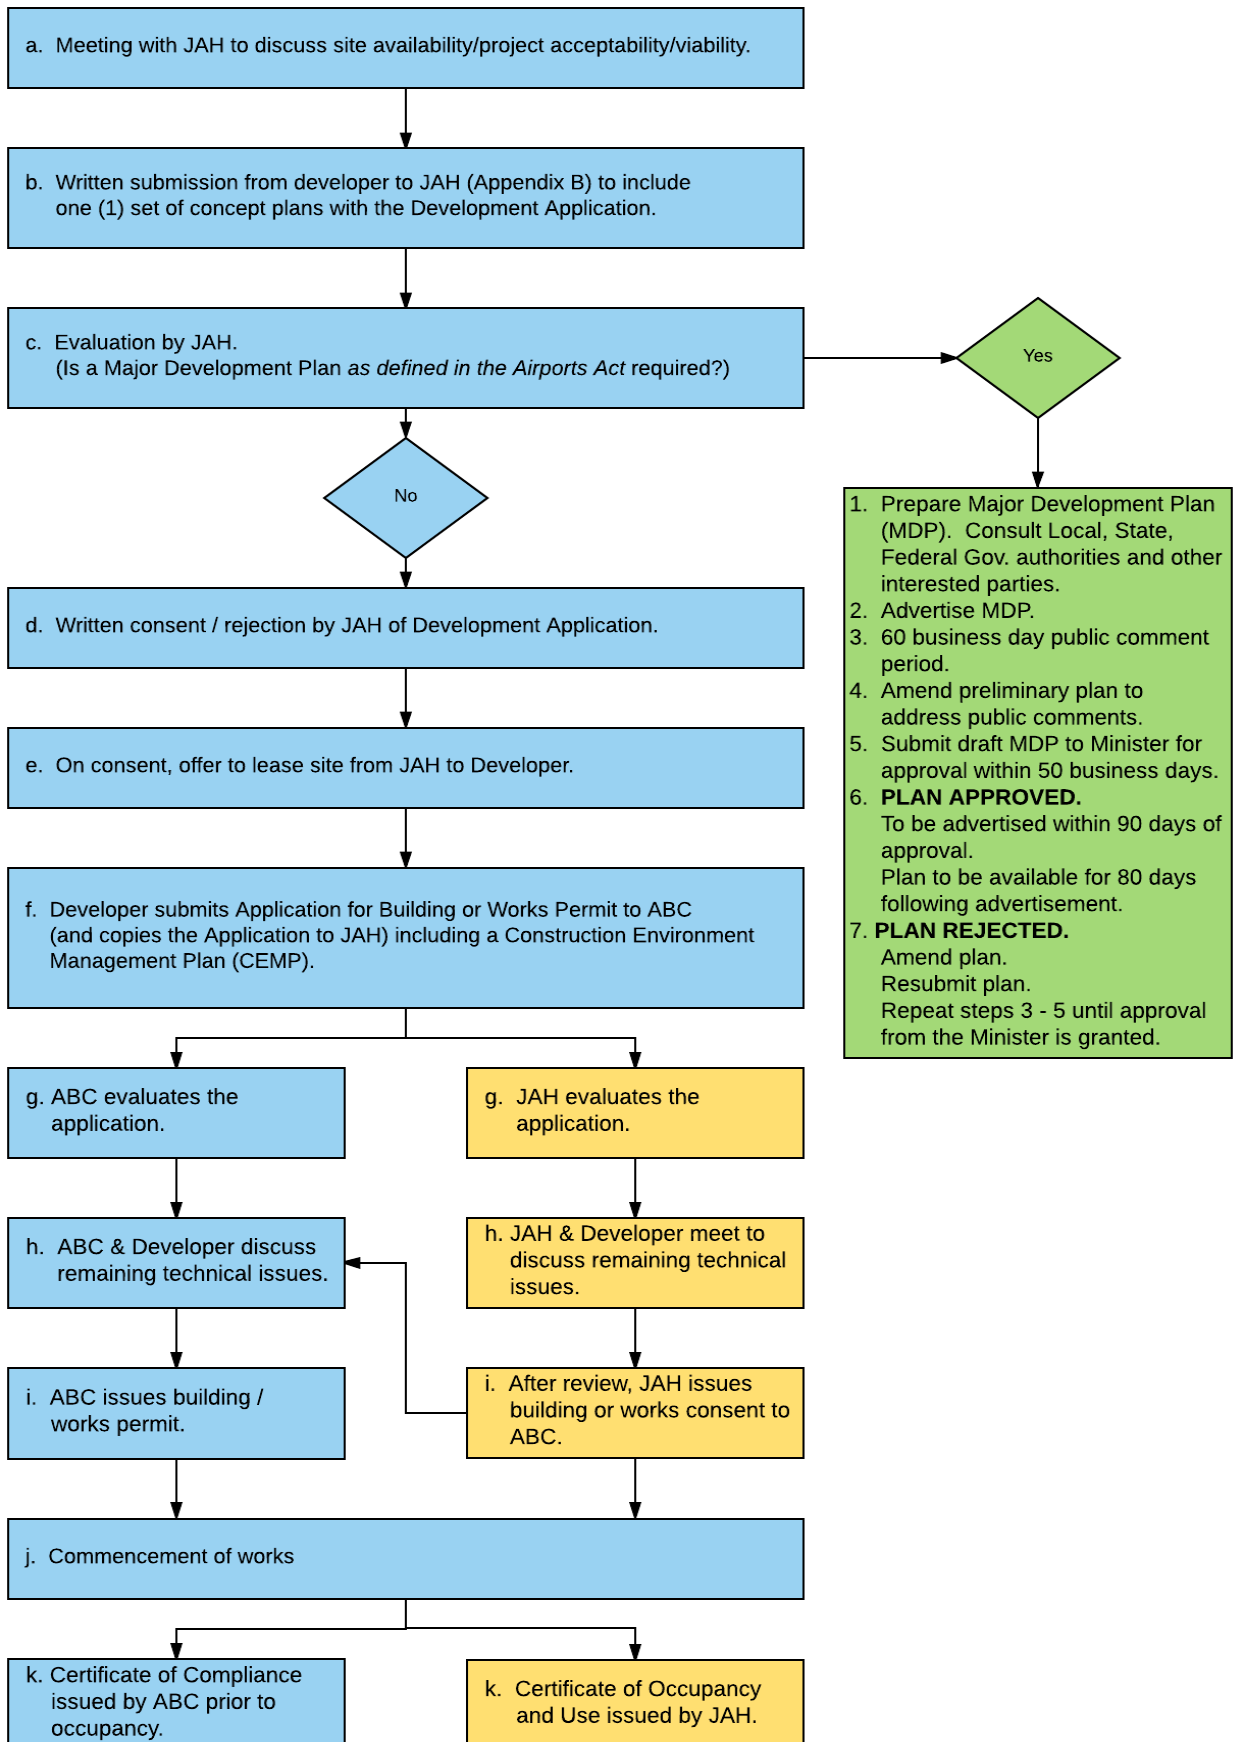 a. Meeting with JAH to discuss site availability/project acceptability/viability.
b. Written submission from developer to JAH (Appendix B) to include
one (1) set of concept plans with the Development Application.
c. Evaluation by JAH.
(Is a Major Development Plan as defined in the Airports Act required?)
Yes
No
1. Prepare Major Development Plan
(MDP). Consult Local, State,
Federal Gov. authorities and other
interested parties.
2. Advertise MDP.
3. 60 business day public comment
period.
4. Amend preliminary plan to
address public comments.
5. Submit draft MDP to Minister for
approval within 50 business days.
6. PLAN APPROVED.
To be advertised within 90 days of
approval.
Plan to be available for 80 days
following advertisement.
7. PLAN REJECTED.
Amend plan.
Resubmit plan.
Repeat steps 3 - 5 until approval
from the Minister is granted.
d. Written consent / rejection by JAH of Development Application.
e. On consent, offer to lease site from JAH to Developer.
f. Developer submits Application for Building or Works Permit to ABC
(and copies the Application to JAH) including a Construction Environment
Management Plan (CEMP).
g. ABC evaluates the
application.
g. JAH evaluates the
application.
h. ABC & Developer discuss
remaining technical issues.
h. JAH & Developer meet to
discuss remaining technical
issues.
i. ABC issues building /
works permit.
i. After review, JAH issues
building or works consent to
ABC.
j. Commencement of works
k. Certificate of Compliance
issued by ABC prior to
occupancy.
k. Certificate of Occupancy
and Use issued by JAH.